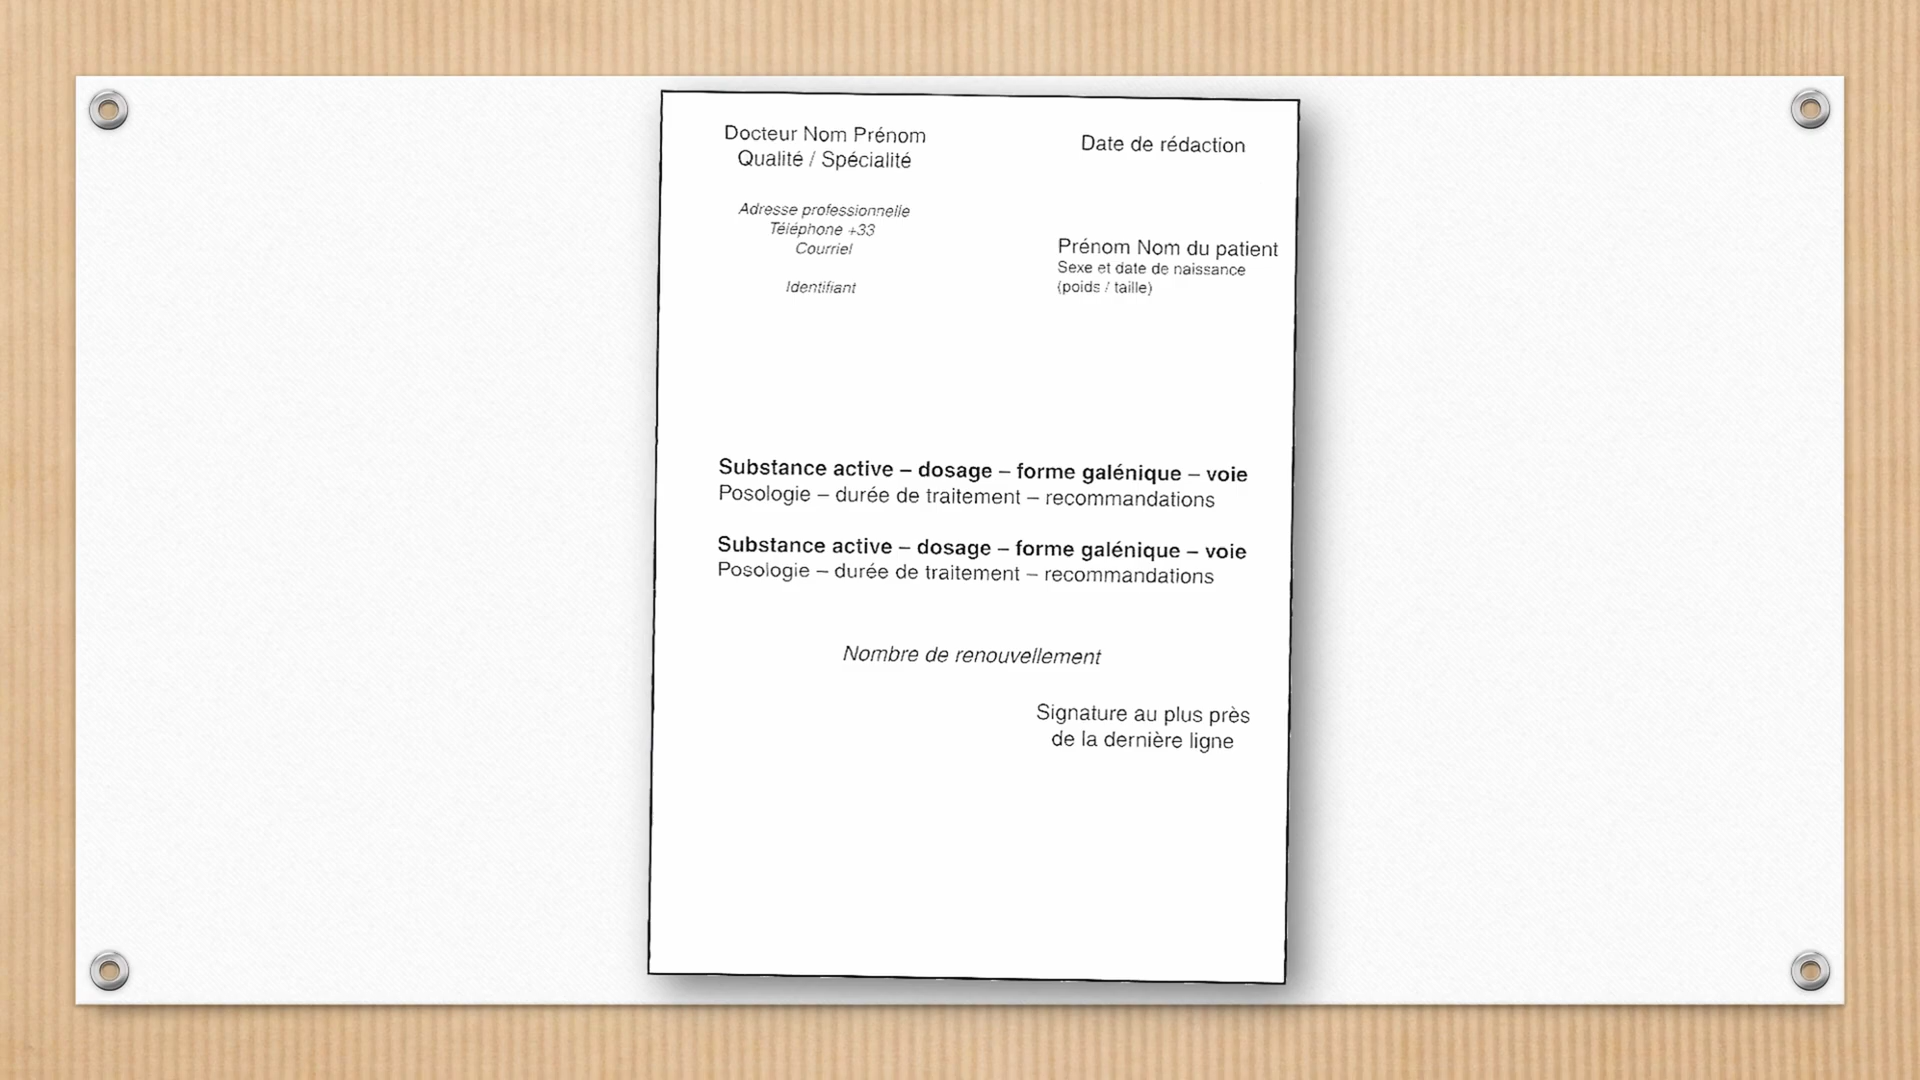 Docteur Nom Prénom
Qualité / Spécialité
Adresse professionnelle
Téléphone +33
Courriel
Identifiant
Date de rédaction
Prénom Nom du patient
Sexe et date de naissance
(poids / taille)
Substance active – dosage – forme galénique – voie
Posologie – durée de traitement – recommandations
Substance active – dosage – forme galénique – voie
Posologie – durée de traitement – recommandations
Nombre de renouvellement
Signature au plus près
de la dernière ligne